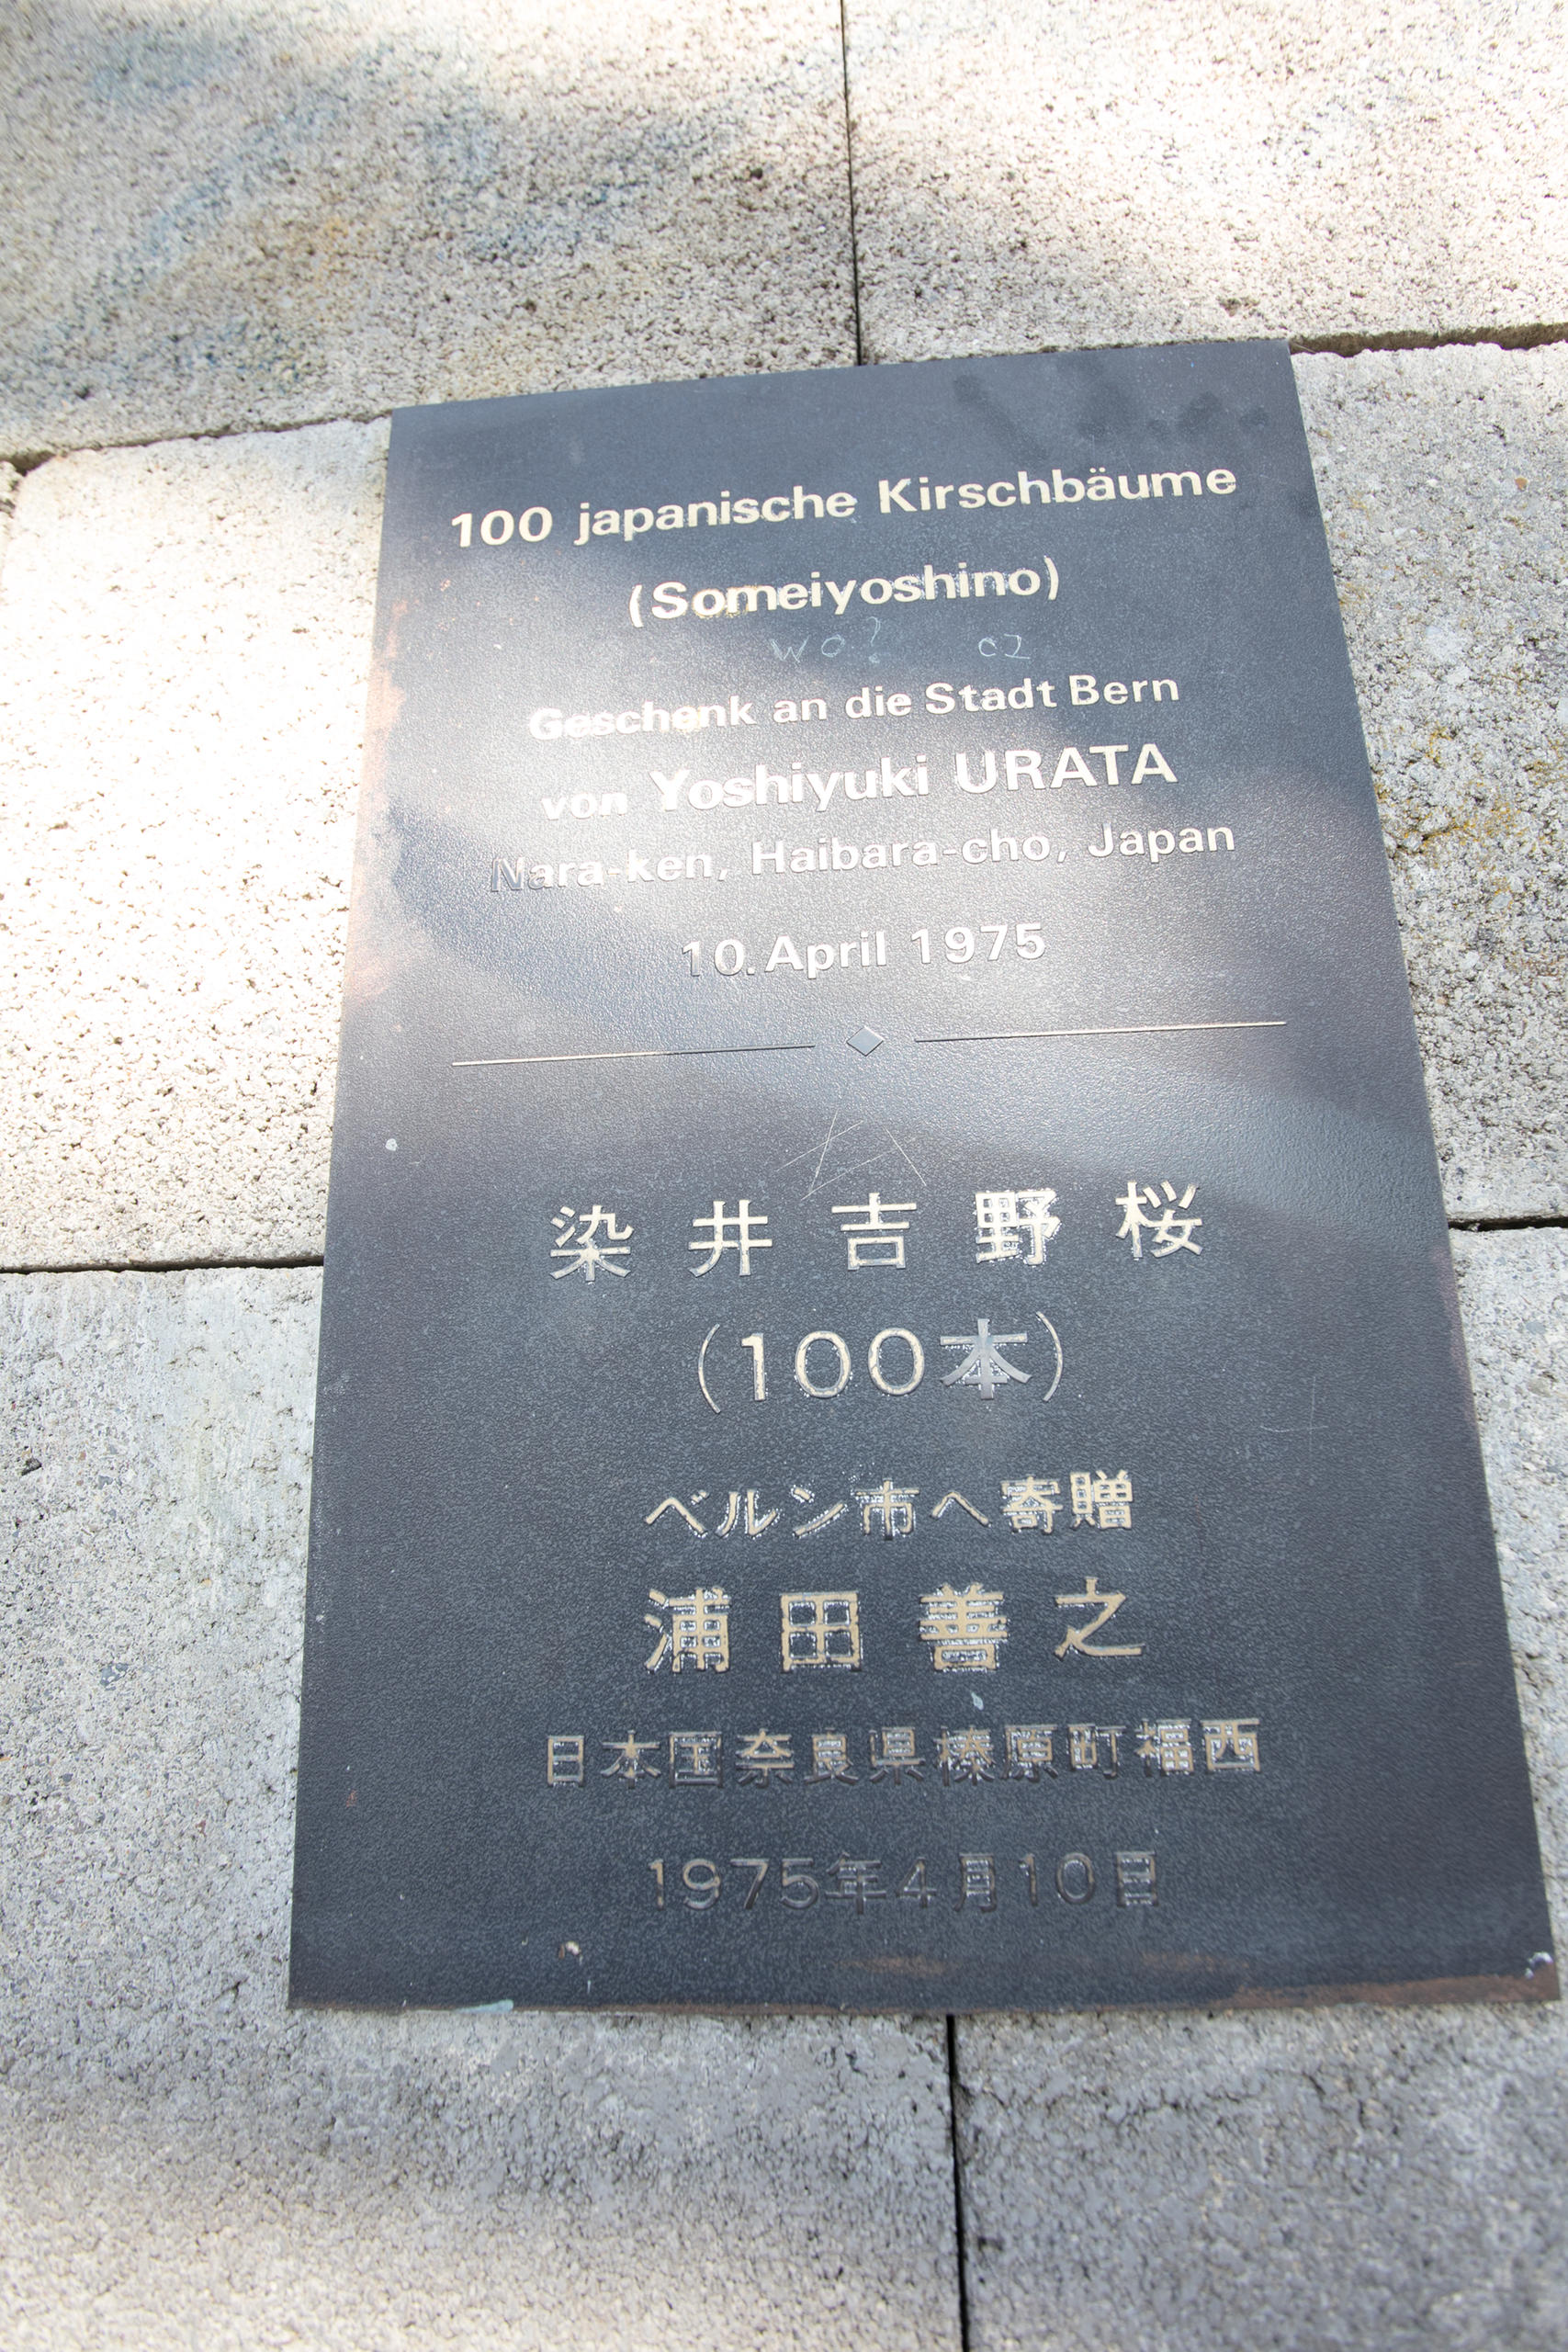 100 japanische Kirschbäume
(Someiyoshino)
wo?
Geschenk an die Stadt Bern
von Yoshiyuki URATA
Nara-ken, Haibara-cho, Japan
10. April 1975
染井吉野桜
(100本)
ベルン市へ寄贈
浦田善之
日本国奈良県榛原町福西
1975年4月10日